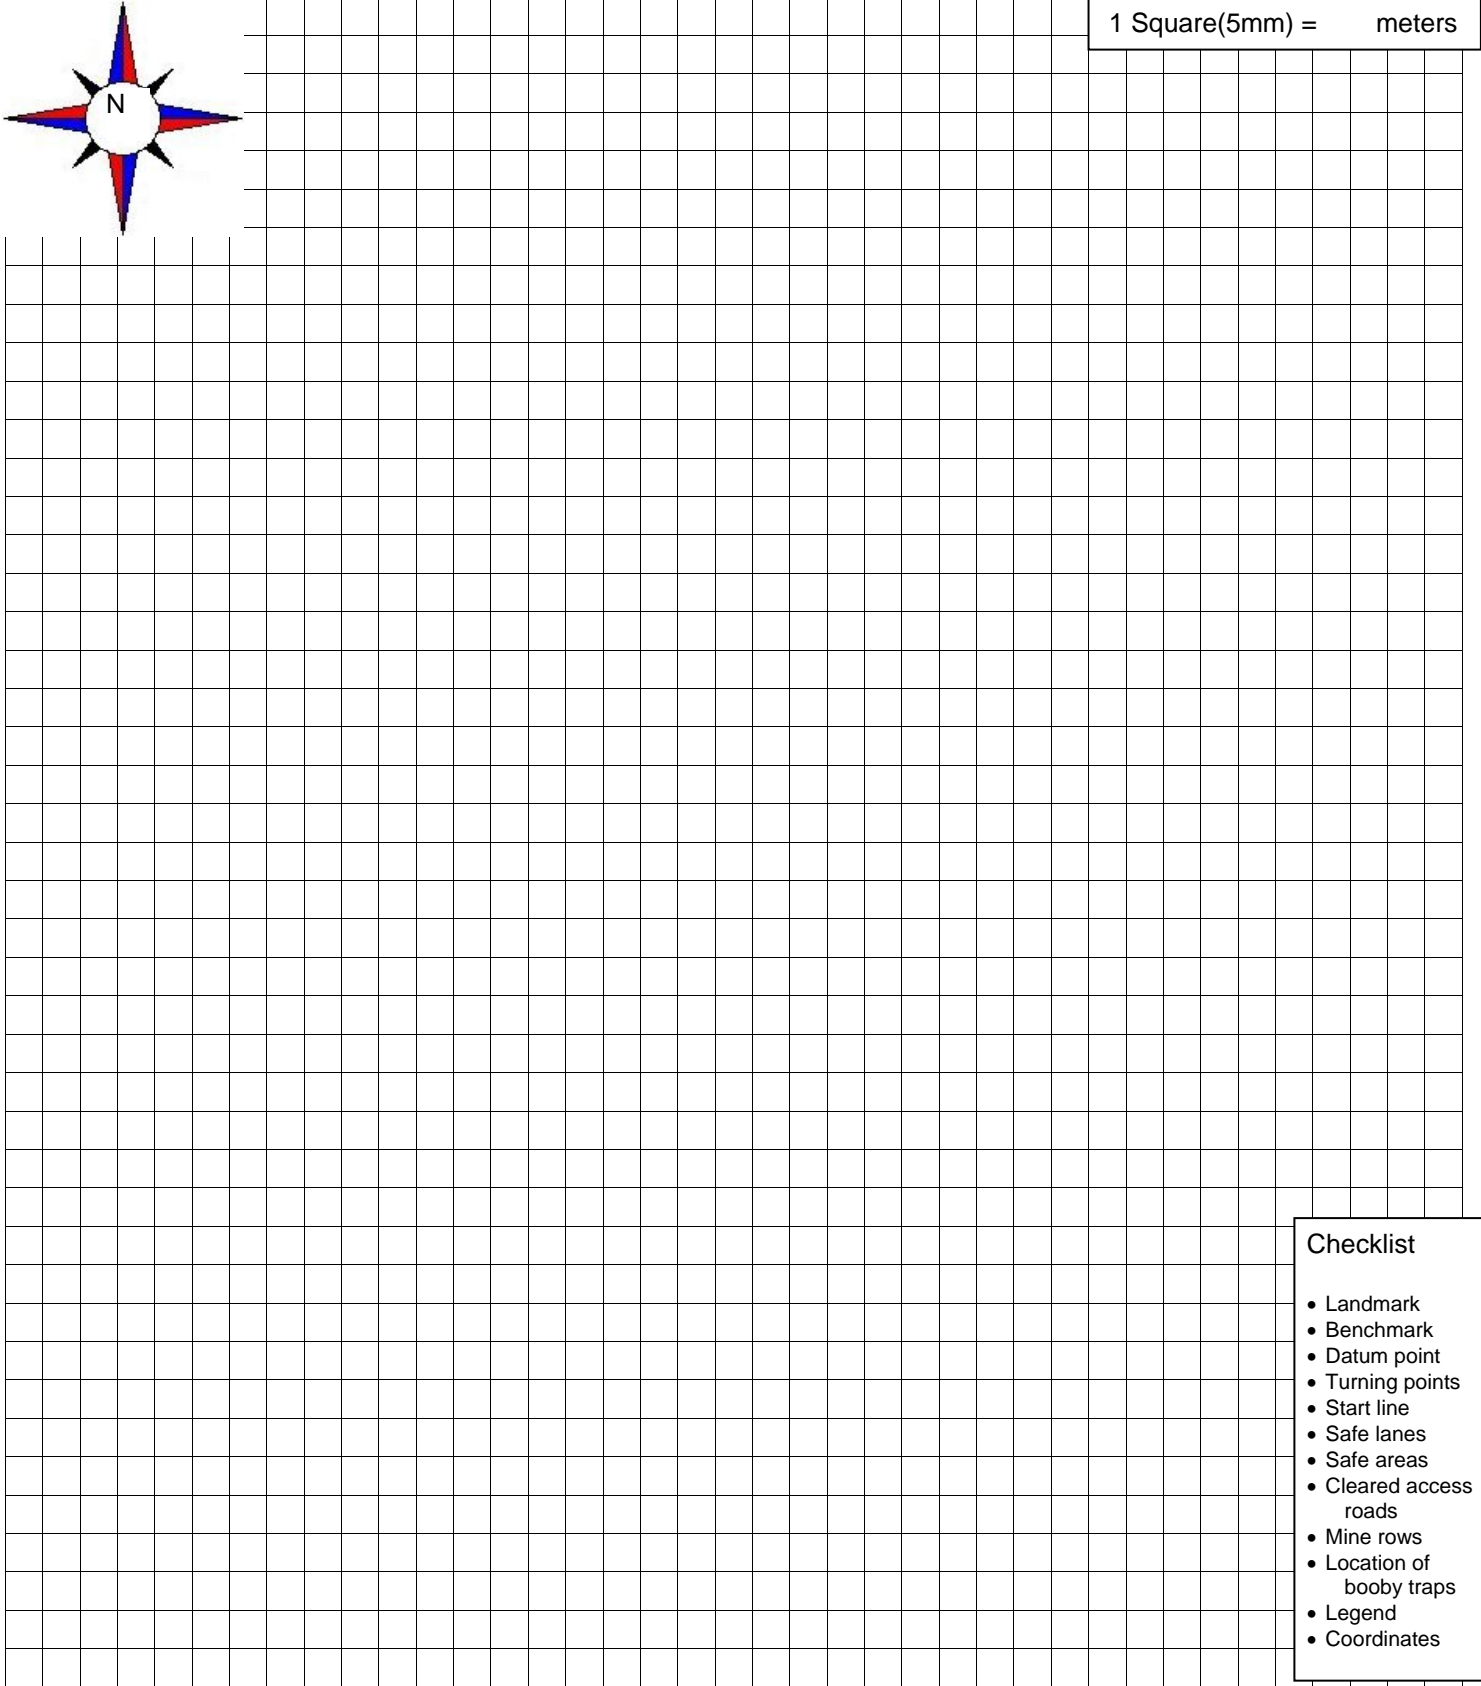 N
1 Square(5mm) = meters
Checklist
• Landmark
• Benchmark
• Datum point
• Turning points
• Start line
• Safe lanes
• Safe areas
• Cleared access
roads
• Mine rows
• Location of
booby traps
• Legend
• Coordinates